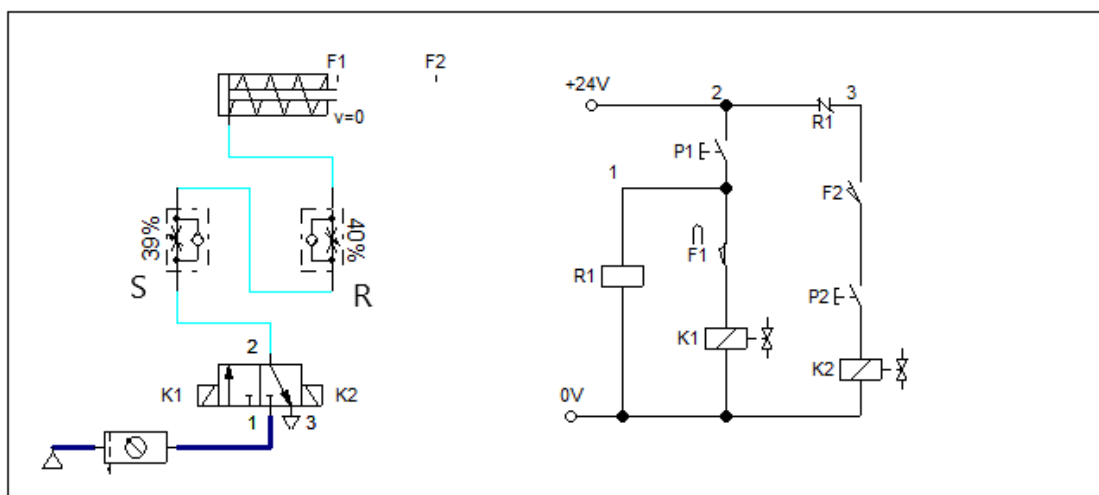 F1 F2
v=0
39% 40%
S R
2
K1 K2
1 3
+24V 2 3
R1
P1
1
F2
F1
R1
P2
K1
K2
0V